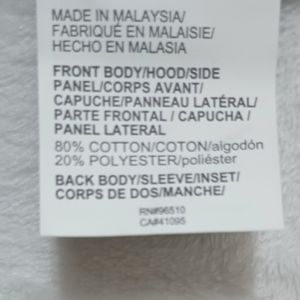 MADE IN MALAYSIA/
FABRIQUÉ EN MALAISIE/
HECHO EN MALASIA
FRONT BODY/HOOD/SIDE
PANEL/CORPS AVANT/
CAPUCHE/PANNEAU LATÉRAL/
PARTE FRONTAL / CAPUCHA /
PANEL LATERAL
80% COTTON/COTON/algodón
20% POLYESTER/poliéster
BACK BODY/SLEEVE/INSET/
CORPS DE DOS/MANCHE/
RN#96510
CA#41095